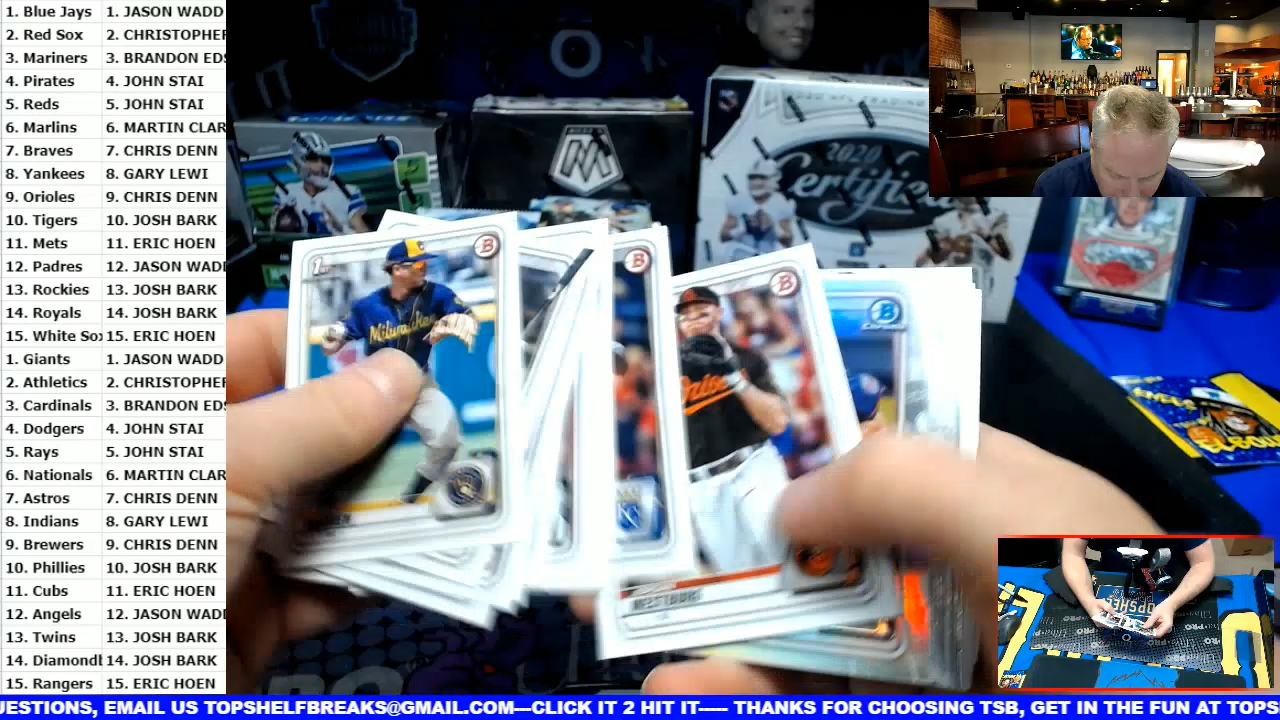 1. Blue Jays 1. JASON WADD
2. Red Sox 2. CHRISTOPHER
3. Mariners 3. BRANDON EDS
4. Pirates 4. JOHN STAI
5. Reds 5. JOHN STAI
6. Marlins 6. MARTIN CLAR
7. Braves 7. CHRIS DENN
8. Yankees 8. GARY LEWI
9. Orioles 9. CHRIS DENN
10. Tigers 10. JOSH BARK
11. Mets 11. ERIC HOEN
12. Padres 12. JASON WADD
13. Rockies 13. JOSH BARK
14. Royals 14. JOSH BARK
15. White Sox 15. ERIC HOEN
1. Giants 1. JASON WADD
2. Athletics 2. CHRISTOPHER
3. Cardinals 3. BRANDON EDS
4. Dodgers 4. JOHN STAI
5. Rays 5. JOHN STAI
6. Nationals 6. MARTIN CLAR
7. Astros 7. CHRIS DENN
8. Indians 8. GARY LEWI
9. Brewers 9. CHRIS DENN
10. Phillies 10. JOSH BARK
11. Cubs 11. ERIC HOEN
12. Angels 12. JASON WADD
13. Twins 13. JOSH BARK
14. Diamond 14. JOSH BARK
15. Rangers 15. ERIC HOEN
2020
Certifie
1st
B
Milwaukee
B
B
B
KC
UESTIONS, EMAIL US TOPSHELFBREAKS@GMAIL.COM---CLICK IT 2 HIT IT----- THANKS FOR CHOOSING TSB, GET IN THE FUN AT TOPS